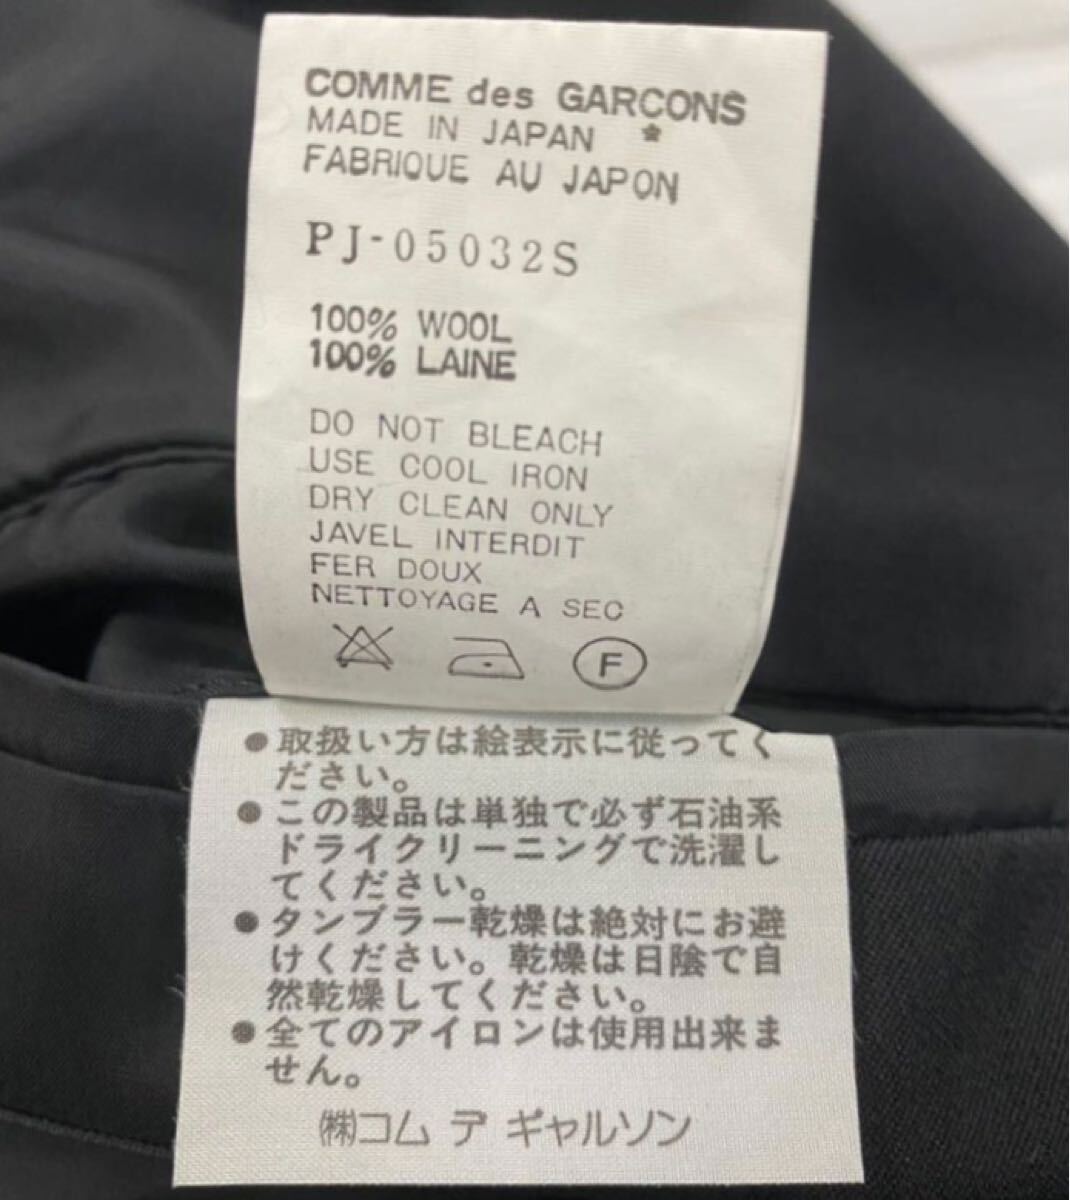 COMME des GARCONS
MADE IN JAPAN
FABRIQUE AU JAPON
PJ-05032S
100% WOOL
100% LAINE
DO NOT BLEACH
USE COOL IRON
DRY CLEAN ONLY
JAVEL INTERDIT
FER DOUX
NETTOYAGE A SEC
F
●取扱い方は絵表示に従ってく
ださい。
●この製品は単独で必ず石油系
ドライクリーニングで洗濯し
てください。
●タンブラー乾燥は絶対にお避
けください。乾燥は日陰で自
然乾燥してください。
●全てのアイロンは使用出来ま
せん。
㈱コム デ ギャルソン